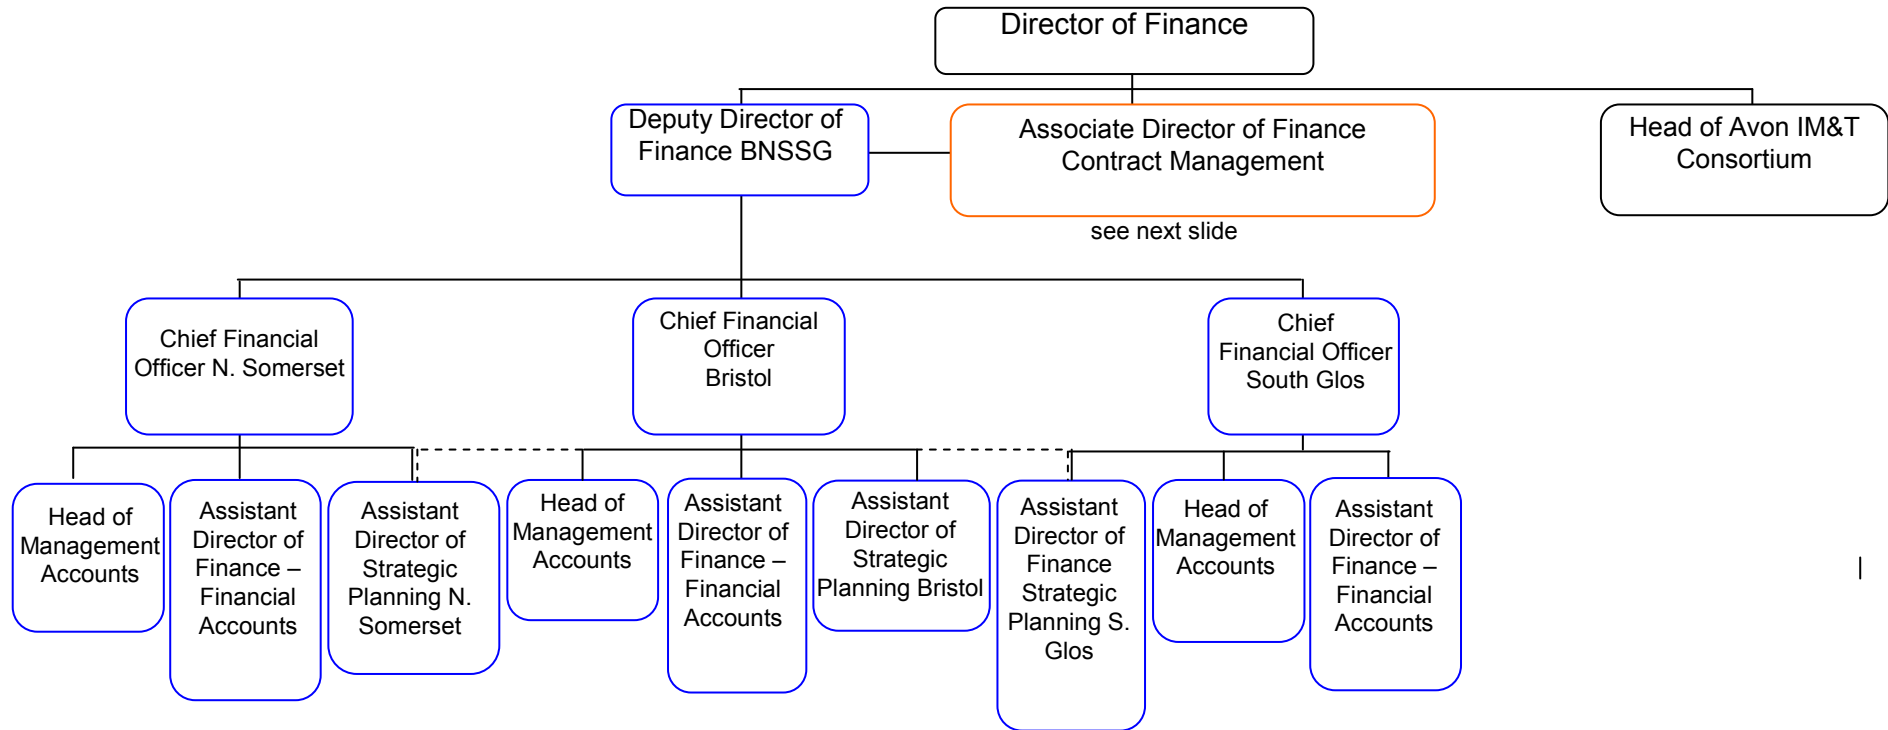 Director of Finance
Deputy Director of
Finance BNSSG
Associate Director of Finance
Contract Management
Head of Avon IM&T
Consortium
see next slide
Chief Financial
Officer N. Somerset
Chief Financial
Officer
Bristol
Chief
Financial Officer
South Glos
Head of
Management
Accounts
Assistant
Director of
Finance –
Financial
Accounts
Assistant
Director of
Strategic
Planning N.
Somerset
Head of
Management
Accounts
Assistant
Director of
Finance –
Financial
Accounts
Assistant
Director of
Strategic
Planning Bristol
Assistant
Director of
Finance
Strategic
Planning S.
Glos
Head of
Management
Accounts
Assistant
Director of
Finance –
Financial
Accounts